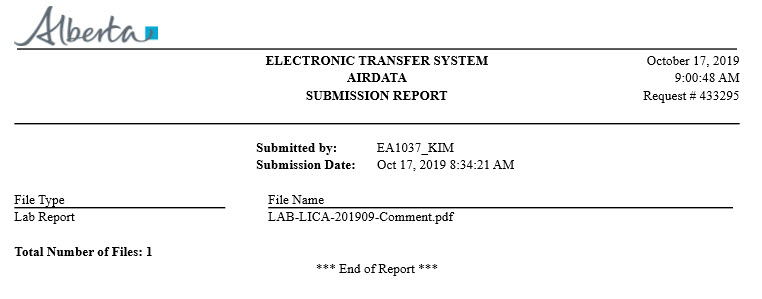 Alberta
ELECTRONIC TRANSFER SYSTEM October 17, 2019
AIRDATA 9:00:48 AM
SUBMISSION REPORT Request # 433295
Submitted by: EA1037_KIM
Submission Date: Oct 17, 2019 8:34:21 AM
File Type File Name
Lab Report LAB-LICA-201909-Comment.pdf
Total Number of Files: 1
*** End of Report ***